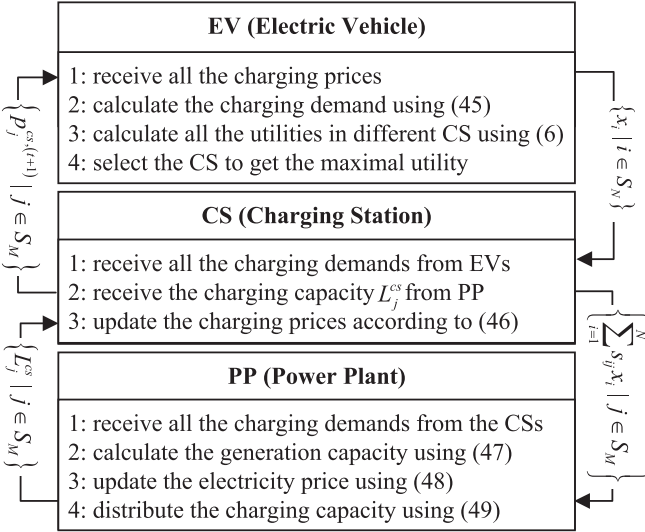 EV (Electric Vehicle)
1: receive all the charging prices
2: calculate the charging demand using (45)
3: calculate all the utilities in different CS using (6)
4: select the CS to get the maximal utility
{p_j^{cs,(t+1)} | j ∈ S_M}
{x_i | i ∈ S_N}
CS (Charging Station)
1: receive all the charging demands from EVs
2: receive the charging capacity L_j^{cs} from PP
3: update the charging prices according to (46)
{L_j^{cs} | j ∈ S_M}
{∑_{i=1}^{N} s_{ij} x_i | j ∈ S_M}
PP (Power Plant)
1: receive all the charging demands from the CSs
2: calculate the generation capacity using (47)
3: update the electricity price using (48)
4: distribute the charging capacity using (49)